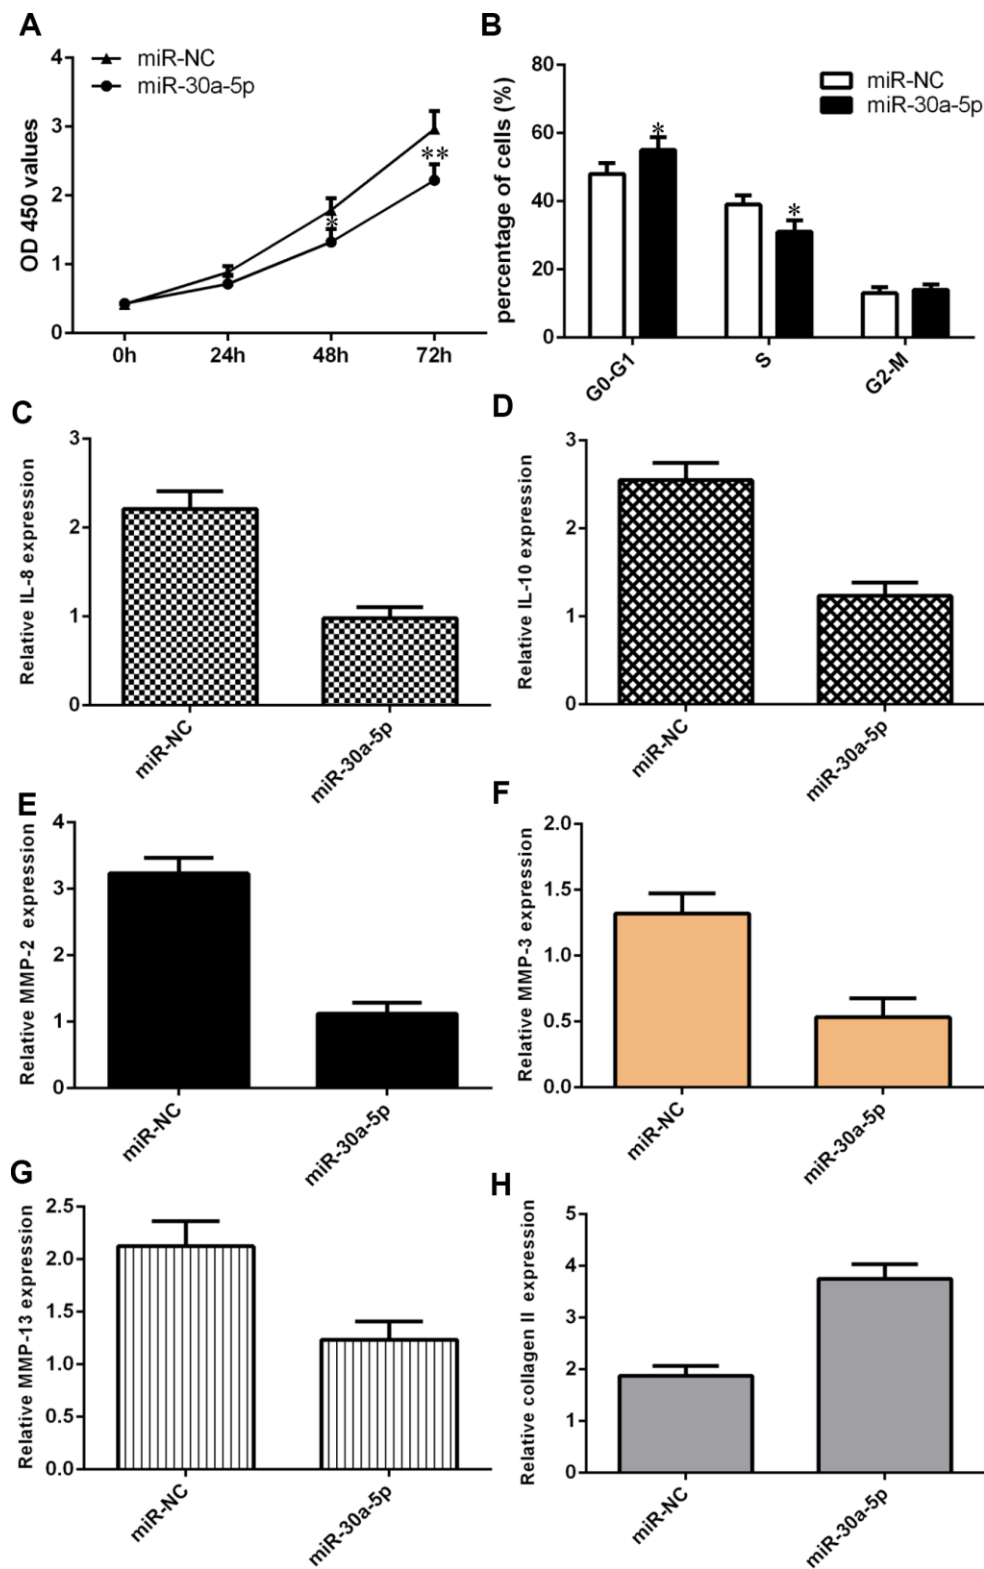 A
miR-NC
miR-30a-5p
OD 450 values
4
3
2
1
0
**
*
0h
24h
48h
72h
B
miR-NC
miR-30a-5p
percentage of cells (%)
80
60
40
20
0
*
*
G0-G1
S
G2-M
C
Relative IL-8 expression
3
2
1
0
miR-NC
miR-30a-5p
D
Relative IL-10 expression
3
2
1
0
miR-NC
miR-30a-5p
E
Relative MMP-2 expression
4
3
2
1
0
miR-NC
miR-30a-5p
F
Relative MMP-3 expression
2.0
1.5
1.0
0.5
0.0
miR-NC
miR-30a-5p
G
Relative MMP-13 expression
2.5
2.0
1.5
1.0
0.5
0.0
miR-NC
miR-30a-5p
H
Relative collagen II expression
5
4
3
2
1
0
miR-NC
miR-30a-5p